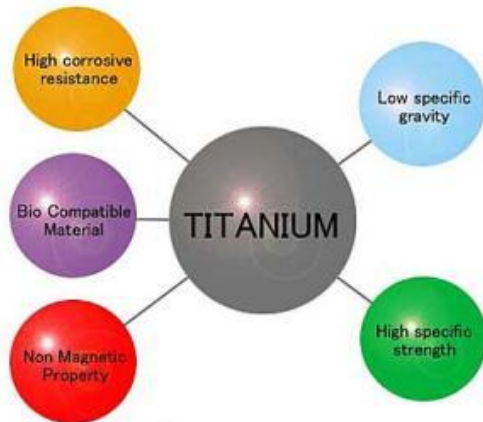 High corrosive
resistance
Low specific
gravity
Bio Compatible
Material
TITANIUM
Non Magnetic
Property
High specific
strength